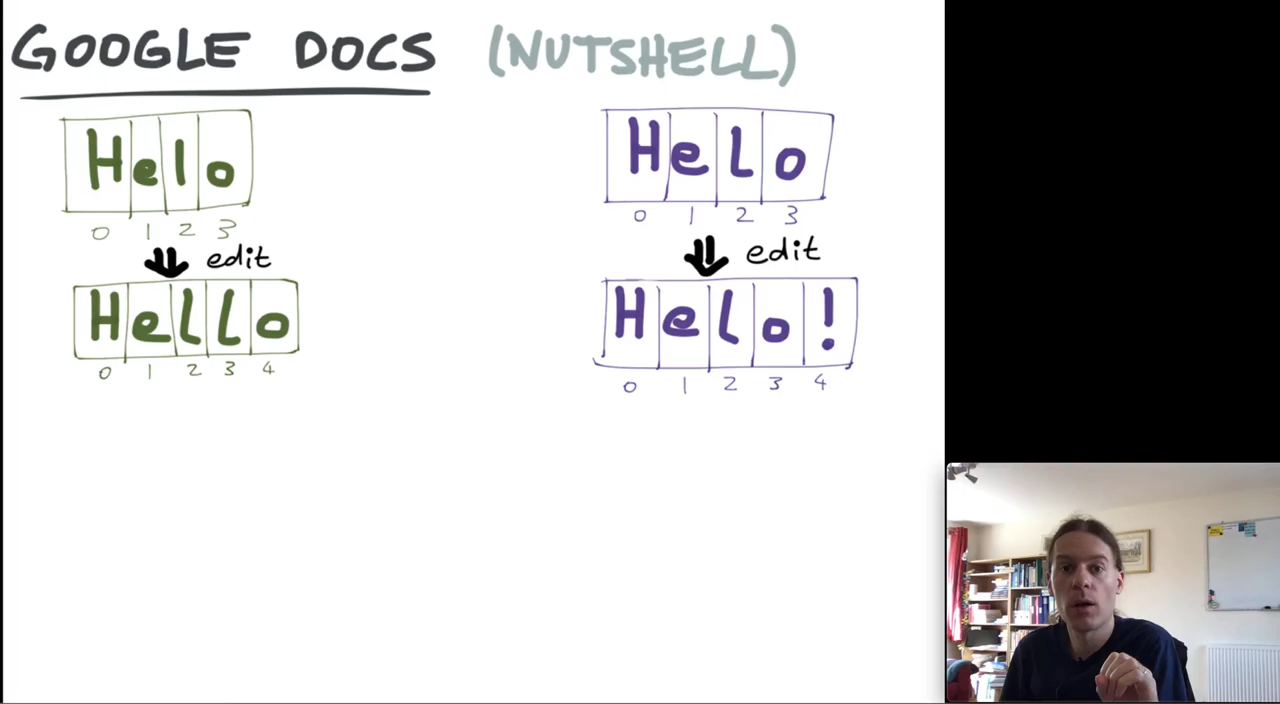 GOOGLE DOCS (NUTSHELL)
Helo
0 1 2 3
edit
Hello
0 1 2 3 4
Helo
0 1 2 3
edit
Helo!
0 1 2 3 4